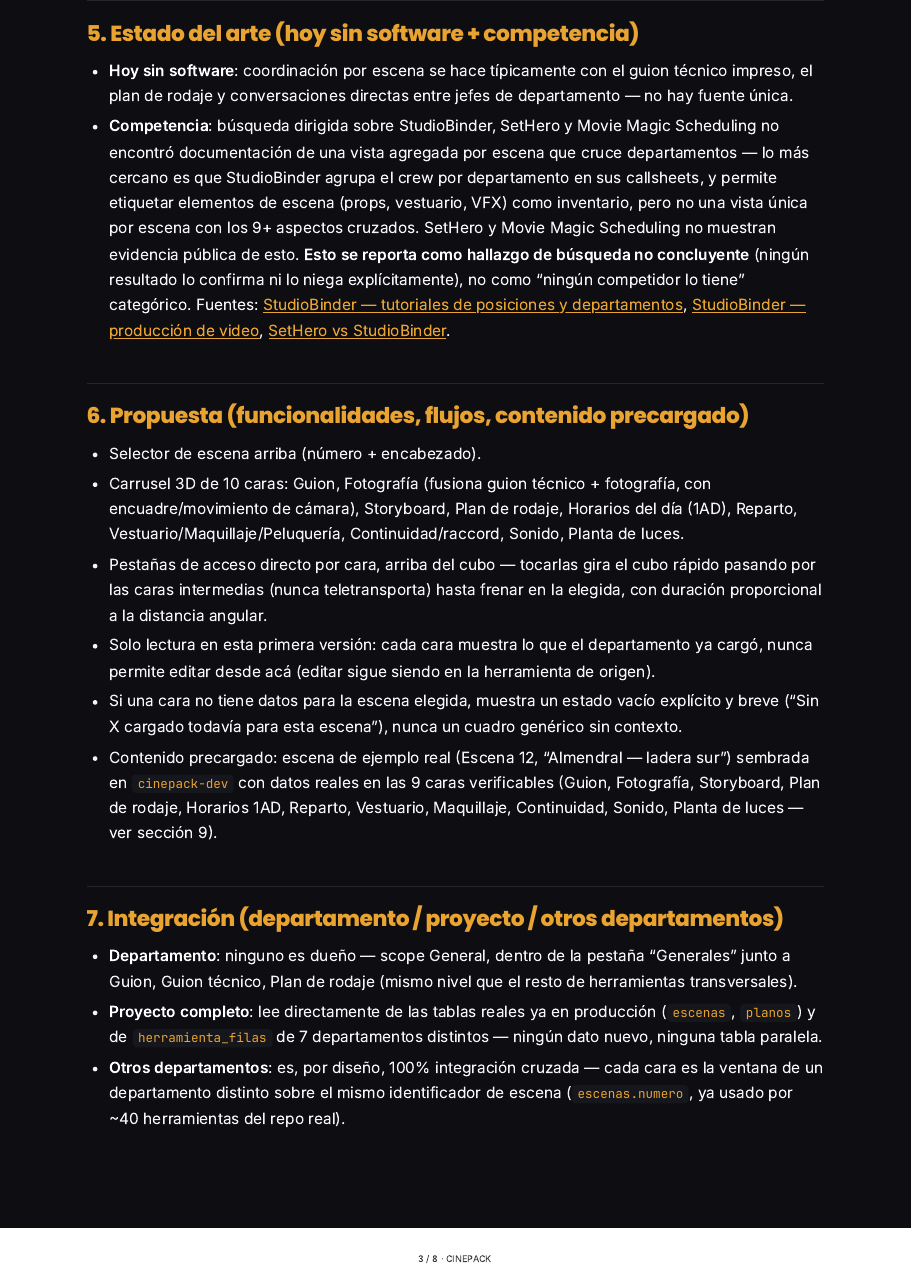 5. Estado del arte (hoy sin software + competencia)
• Hoy sin software: coordinación por escena se hace típicamente con el guion técnico impreso, el
plan de rodaje y conversaciones directas entre jefes de departamento — no hay fuente única.
• Competencia: búsqueda dirigida sobre StudioBinder, SetHero y Movie Magic Scheduling no
encontró documentación de una vista agregada por escena que cruce departamentos — lo más
cercano es que StudioBinder agrupa el crew por departamento en sus callsheets, y permite
etiquetar elementos de escena (props, vestuario, VFX) como inventario, pero no una vista única
por escena con los 9+ aspectos cruzados. SetHero y Movie Magic Scheduling no muestran
evidencia pública de esto. Esto se reporta como hallazgo de búsqueda no concluyente (ningún
resultado lo confirma ni lo niega explícitamente), no como “ningún competidor lo tiene”
categórico. Fuentes: StudioBinder — tutoriales de posiciones y departamentos, StudioBinder —
producción de video, SetHero vs StudioBinder.
6. Propuesta (funcionalidades, flujos, contenido precargado)
• Selector de escena arriba (número + encabezado).
• Carrusel 3D de 10 caras: Guion, Fotografía (fusiona guion técnico + fotografía, con
encuadre/movimiento de cámara), Storyboard, Plan de rodaje, Horarios del día (1AD), Reparto,
Vestuario/Maquillaje/Peluquería, Continuidad/raccord, Sonido, Planta de luces.
• Pestañas de acceso directo por cara, arriba del cubo — tocarlas gira el cubo rápido pasando por
las caras intermedias (nunca teletransporta) hasta frenar en la elegida, con duración proporcional
a la distancia angular.
• Solo lectura en esta primera versión: cada cara muestra lo que el departamento ya cargó, nunca
permite editar desde acá (editar sigue siendo en la herramienta de origen).
• Si una cara no tiene datos para la escena elegida, muestra un estado vacío explícito y breve (“Sin
X cargado todavía para esta escena”), nunca un cuadro genérico sin contexto.
• Contenido precargado: escena de ejemplo real (Escena 12, “Almendral — ladera sur”) sembrada
en cinepack-dev con datos reales en las 9 caras verificables (Guion, Fotografía, Storyboard, Plan
de rodaje, Horarios 1AD, Reparto, Vestuario, Maquillaje, Continuidad, Sonido, Planta de luces —
ver sección 9).
7. Integración (departamento / proyecto / otros departamentos)
• Departamento: ninguno es dueño — scope General, dentro de la pestaña “Generales” junto a
Guion, Guion técnico, Plan de rodaje (mismo nivel que el resto de herramientas transversales).
• Proyecto completo: lee directamente de las tablas reales ya en producción ( escenas , planos ) y
de herramienta_filas de 7 departamentos distintos — ningún dato nuevo, ninguna tabla paralela.
• Otros departamentos: es, por diseño, 100% integración cruzada — cada cara es la ventana de un
departamento distinto sobre el mismo identificador de escena ( escenas.numero , ya usado por
~40 herramientas del repo real).
3 / 8 · CINEPACK